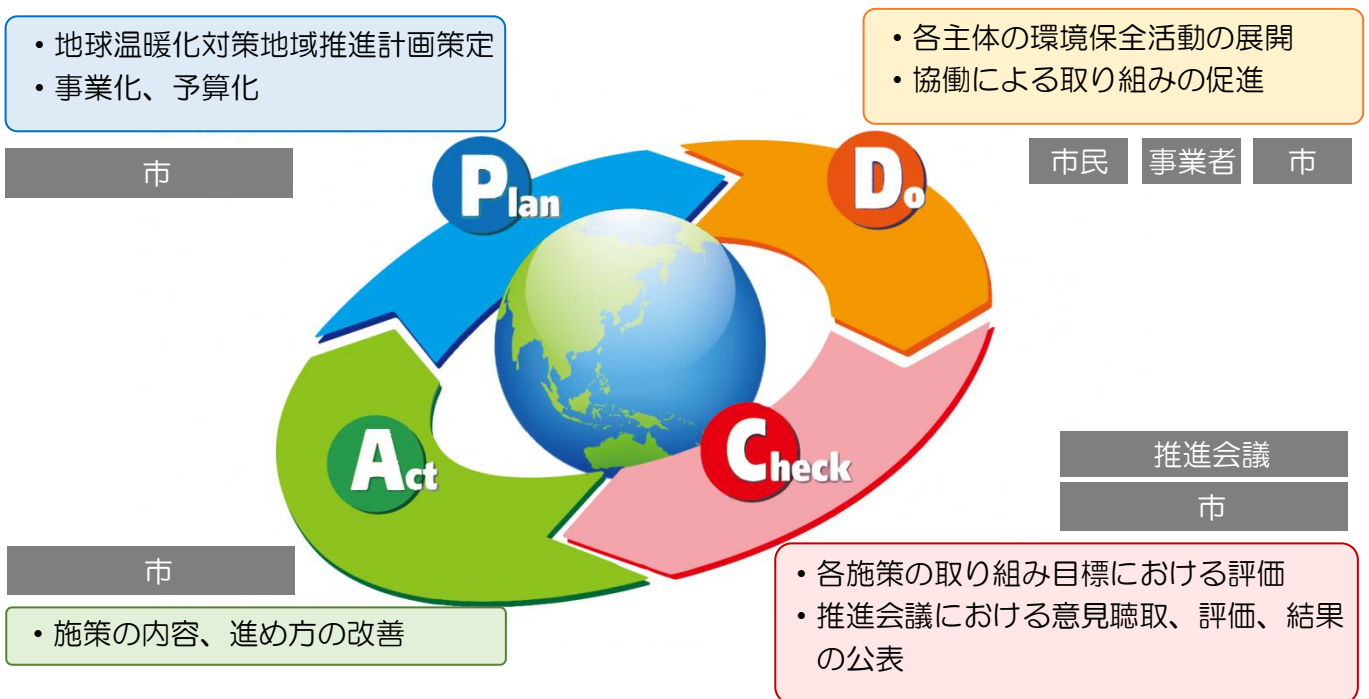 ・地球温暖化対策地域推進計画策定
・事業化、予算化
市
・各主体の環境保全活動の展開
・協働による取り組みの促進
市民 事業者 市
Plan
Do
Act
Check
推進会議
市
・各施策の取り組み目標における評価
・推進会議における意見聴取、評価、結果
の公表
市
・施策の内容、進め方の改善